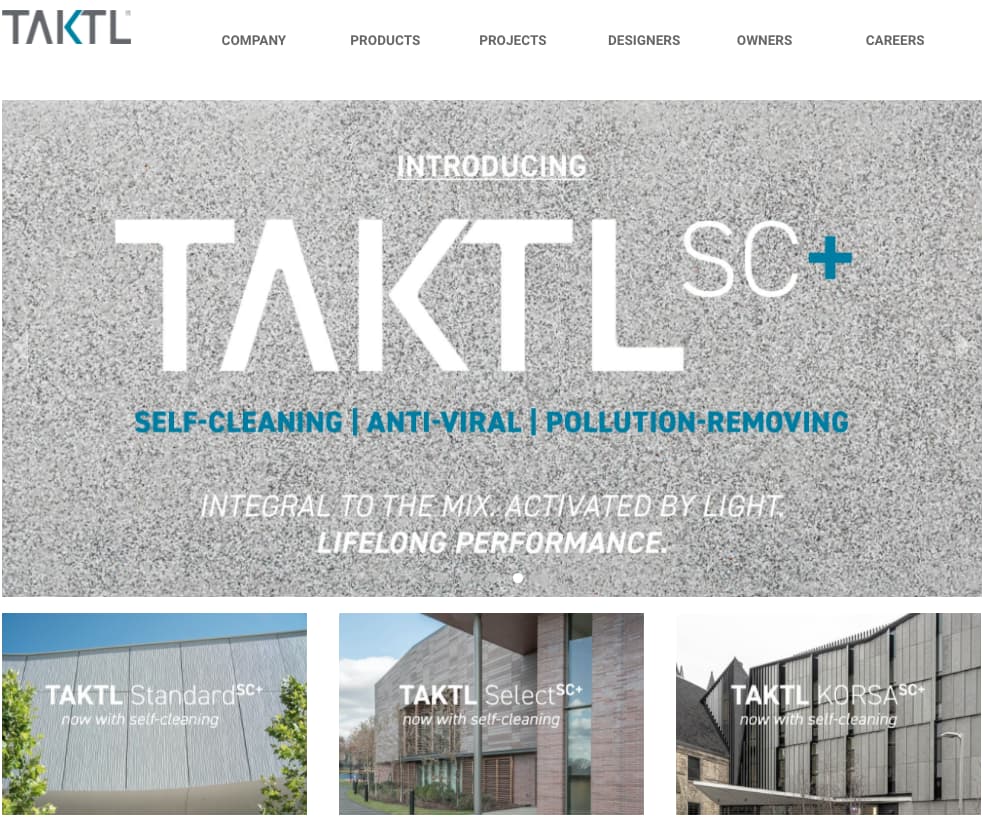 TAKTL
COMPANY PRODUCTS PROJECTS DESIGNERS OWNERS CAREERS
INTRODUCING
TAKTL SC+
SELF-CLEANING | ANTI-VIRAL | POLLUTION-REMOVING
INTEGRAL TO THE MIX. ACTIVATED BY LIGHT.
LIFELONG PERFORMANCE.
TAKTL Standard SC+
now with self-cleaning
TAKTL Select SC+
now with self-cleaning
TAKTL KORSA SC+
now with self-cleaning